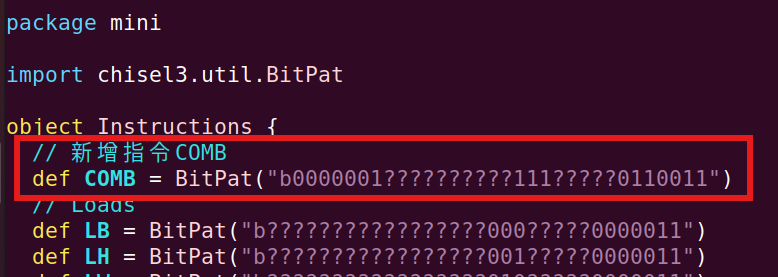 package mini
import chisel3.util.BitPat
object Instructions {
// 新增指令COMB
def COMB = BitPat("b0000001??????????111?????0110011")
// Loads
def LB = BitPat("b?????????????????000?????0000011")
def LH = BitPat("b?????????????????001?????0000011")